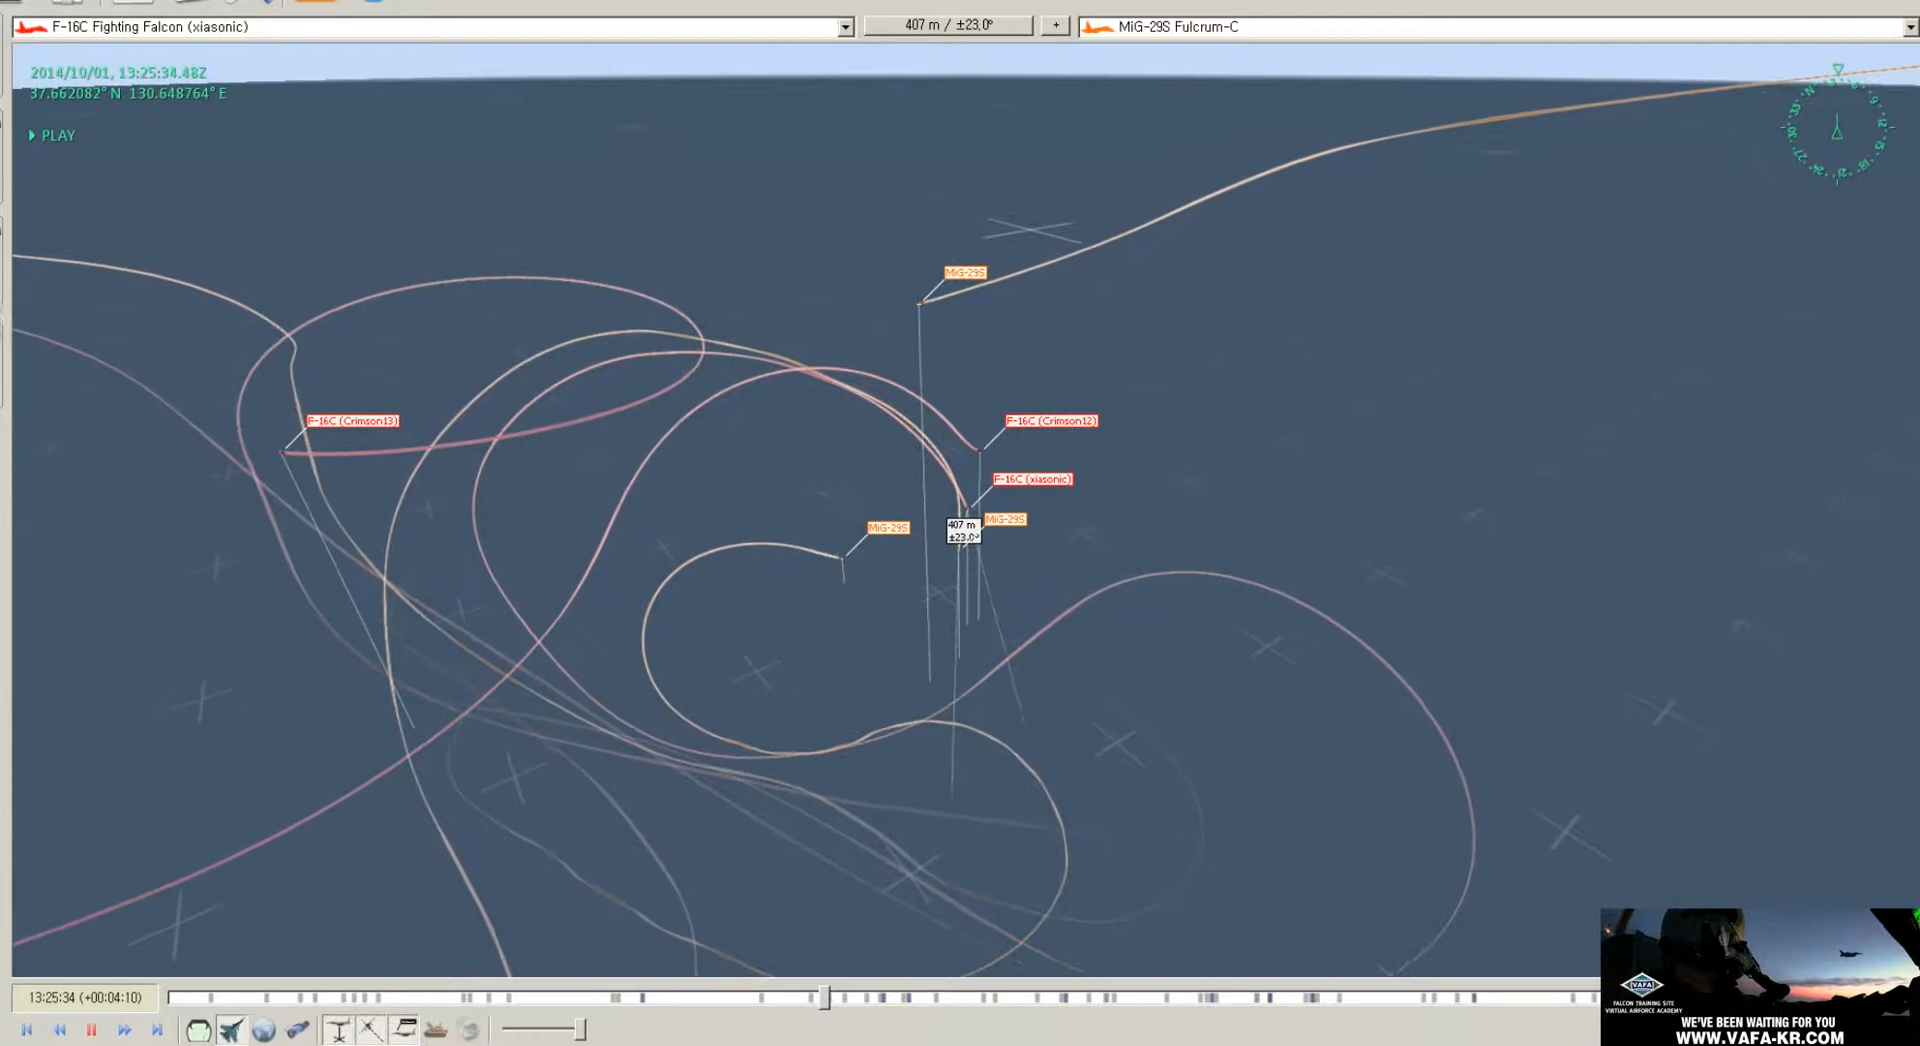 F-16C Fighting Falcon (xiasonic)
407 m / ±23.0°
+
MiG-29S Fulcrum-C
2014/10/01, 13:25:34.48Z
37.662082° N 130.648764° E
PLAY
N
MiG-29S
F-16C (Crimson13)
F-16C (Crimson12)
F-16C (xiasonic)
407 m
±23.0°
MiG-29S
MiG-29S
13:25:34 (+00:04:10)
VAFA
FALCON TRAINING SITE
VIRTUAL AIRFORCE ACADEMY
WE'VE BEEN WAITING FOR YOU
WWW.VAFA-KR.COM